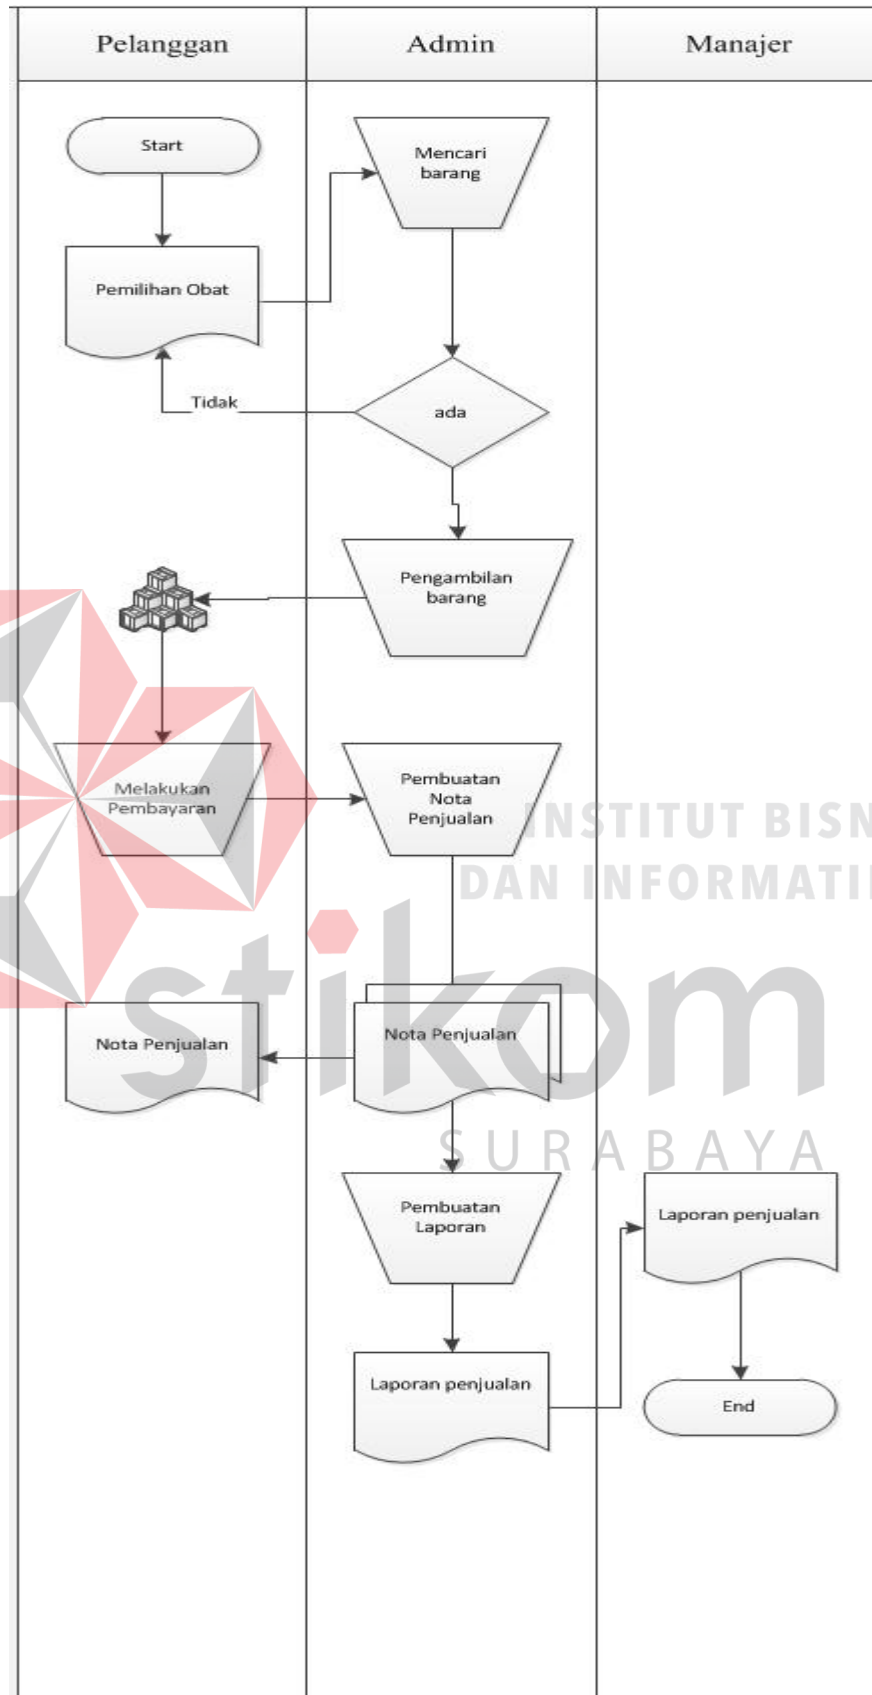 Pelanggan
Admin
Manajer
Start
Mencari
barang
Pemilihan Obat
Tidak
ada
Pengambilan
barang
Melakukan
Pembayaran
Pembuatan
Nota
Penjualan
INSTITUT BISN
DAN INFORMATI
stikom
SURABAYA
Nota Penjualan
Nota Penjualan
Pembuatan
Laporan
Laporan penjualan
Laporan penjualan
End